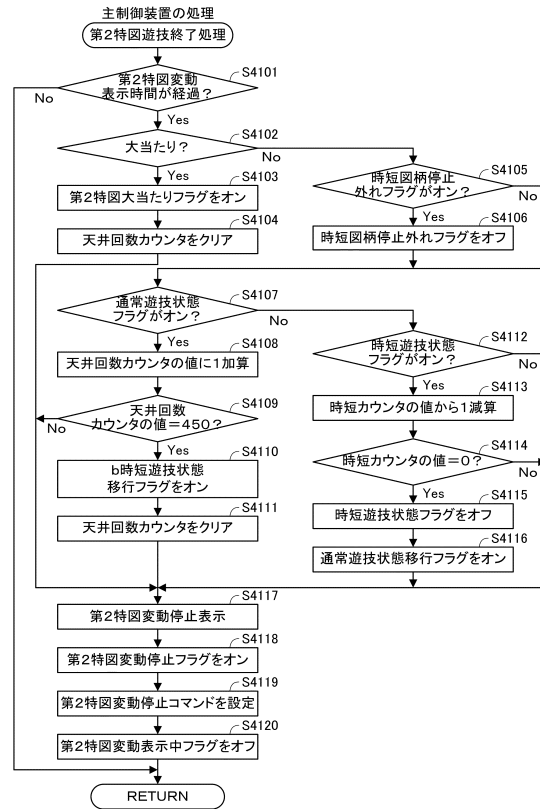 主制御装置の処理
第2特図遊技終了処理
S4101
第2特図変動
表示時間が経過？
No
Yes
S4102
大当たり？
No
Yes
S4103
第2特図大当たりフラグをオン
S4104
天井回数カウンタをクリア
S4105
時短図柄停止
外れフラグがオン？
No
Yes
S4106
時短図柄停止外れフラグをオフ
S4107
通常遊技状態
フラグがオン？
No
Yes
S4108
天井回数カウンタの値に1加算
S4109
天井回数
カウンタの値=450？
No
Yes
S4110
b時短遊技状態
移行フラグをオン
S4111
天井回数カウンタをクリア
S4112
時短遊技状態
フラグがオン？
No
Yes
S4113
時短カウンタの値から1減算
S4114
時短カウンタの値=0？
No
Yes
S4115
時短遊技状態フラグをオフ
S4116
通常遊技状態移行フラグをオン
S4117
第2特図変動停止表示
S4118
第2特図変動停止フラグをオン
S4119
第2特図変動停止コマンドを設定
S4120
第2特図変動表示中フラグをオフ
RETURN